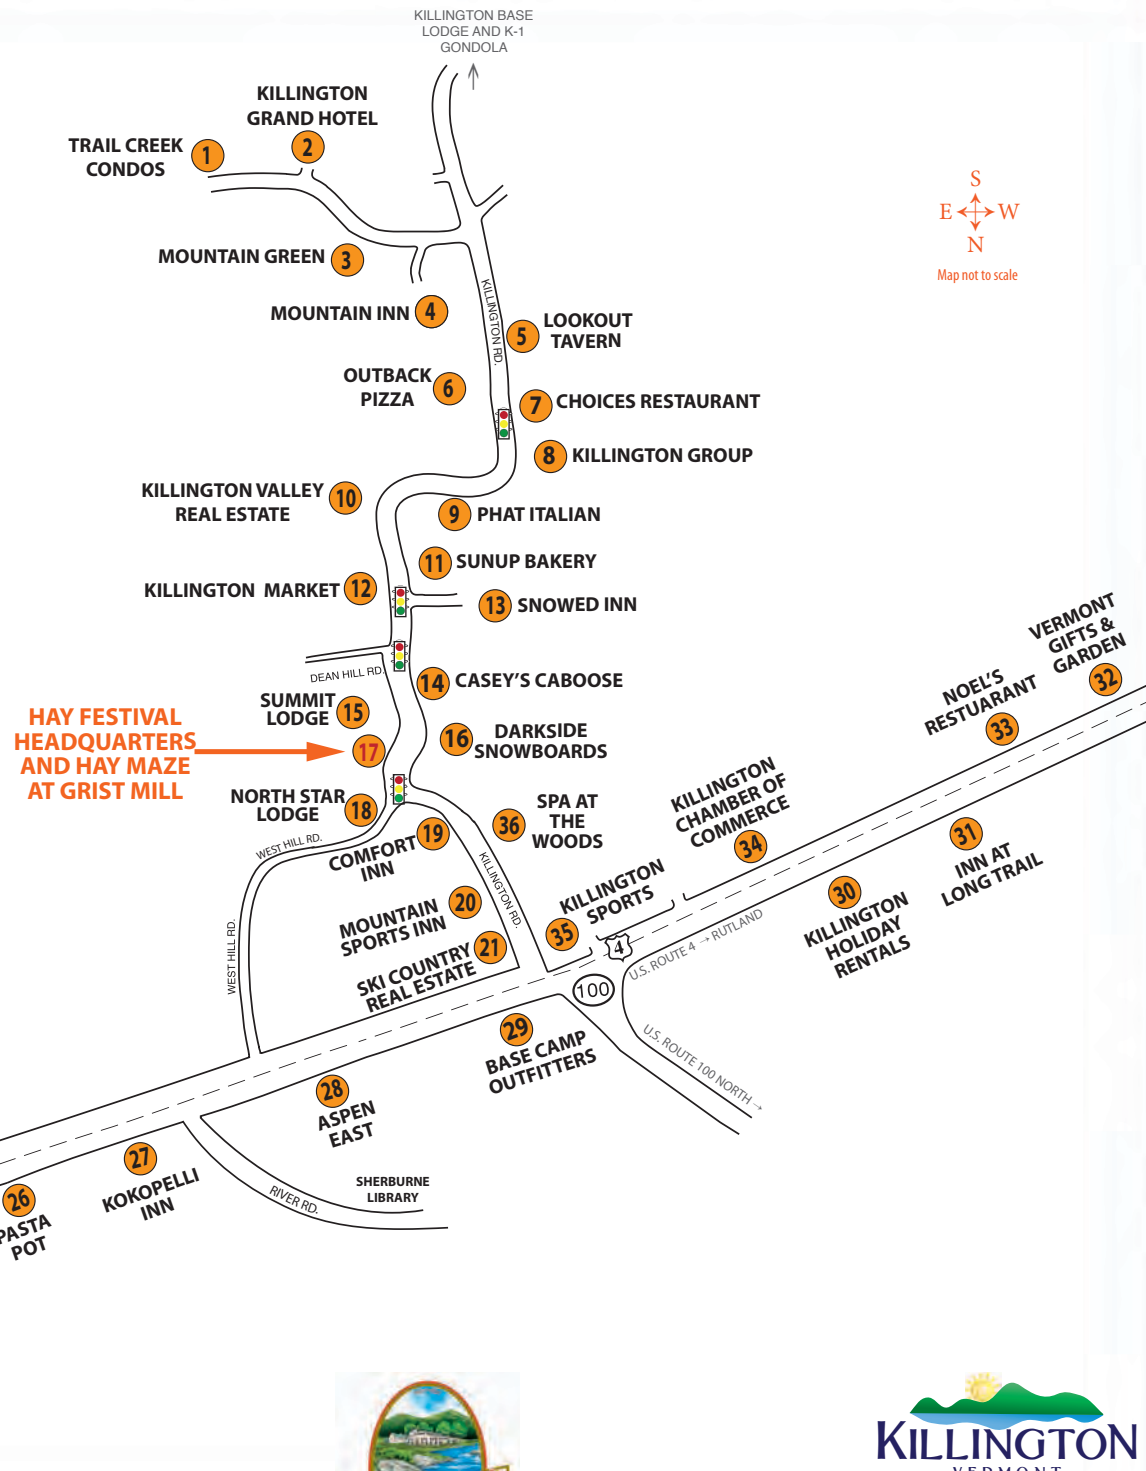 KILLINGTON BASE
LODGE AND K-1
GONDOLA
KILLINGTON
GRAND HOTEL
2
TRAIL CREEK
CONDOS
1
S
E W
N
Map not to scale
MOUNTAIN GREEN 3
MOUNTAIN INN 4
KILLINGTON RD.
5 LOOKOUT
TAVERN
OUTBACK
PIZZA
6
7 CHOICES RESTAURANT
8 KILLINGTON GROUP
KILLINGTON VALLEY
REAL ESTATE
10
9 PHAT ITALIAN
11 SUNUP BAKERY
KILLINGTON MARKET 12
13 SNOWED INN
DEAN HILL RD.
14 CASEY'S CABOOSE
SUMMIT
LODGE
15
HAY FESTIVAL
HEADQUARTERS
AND HAY MAZE
AT GRIST MILL
17
16 DARKSIDE
SNOWBOARDS
NORTH STAR
LODGE
18
WEST HILL RD.
COMFORT
INN
19
36 SPA AT
THE
WOODS
KILLINGTON RD.
WEST HILL RD.
MOUNTAIN
SPORTS INN
20
SKI COUNTRY
REAL ESTATE
21
KILLINGTON
SPORTS
35
KILLINGTON
CHAMBER OF
COMMERCE
34
NOEL'S
RESTUARANT
33
VERMONT
GIFTS &
GARDEN
32
31
INN AT
LONG TRAIL
30
KILLINGTON
HOLIDAY
RENTALS
4
U.S. ROUTE 4 → RUTLAND
100
U.S. ROUTE 100 NORTH →
29
BASE CAMP
OUTFITTERS
28
ASPEN
EAST
27
KOKOPELLI
INN
26
PASTA
POT
RIVER RD.
SHERBURNE
LIBRARY
KILLINGTON
VERMONT